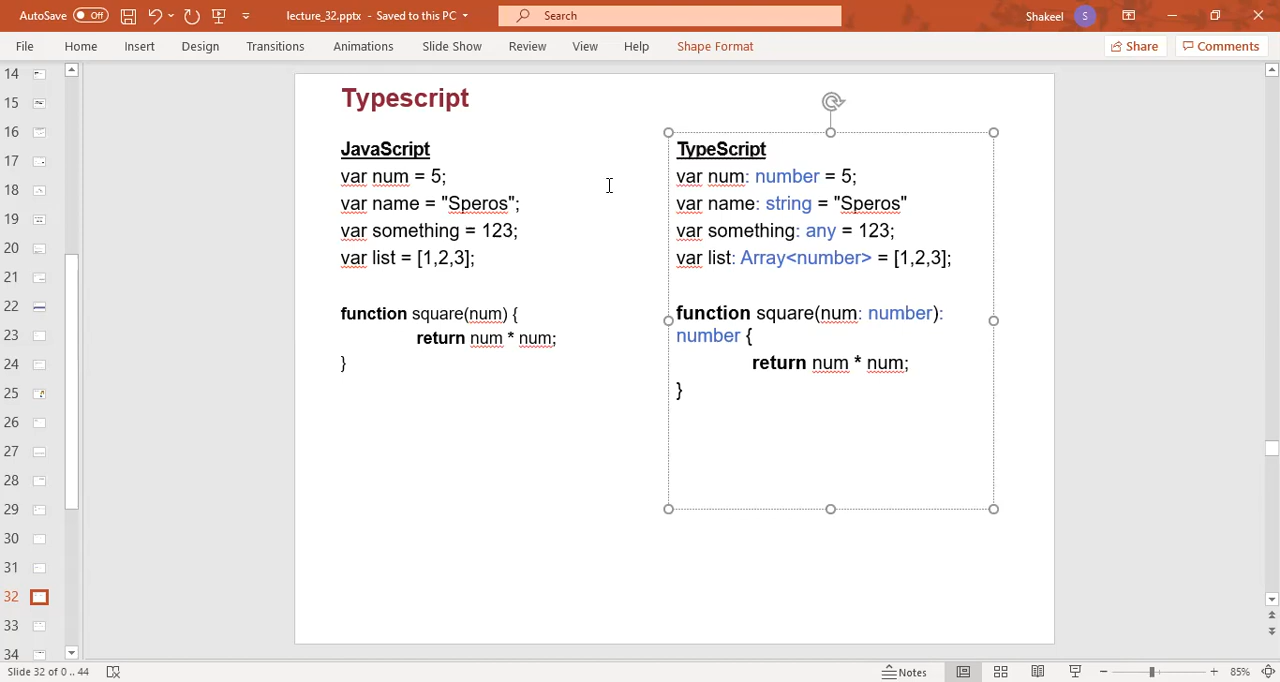 AutoSave Off lecture_32.pptx - Saved to this PC Search Shakeel S
File Home Insert Design Transitions Animations Slide Show Review View Help Shape Format Share Comments
14
15
16
17
18
19
20
21
22
23
24
25
26
27
28
29
30
31
32
33
34
Typescript
JavaScript
var num = 5;
var name = "Speros";
var something = 123;
var list = [1,2,3];
function square(num) {
return num * num;
}
TypeScript
var num: number = 5;
var name: string = "Speros"
var something: any = 123;
var list: Array<number> = [1,2,3];
function square(num: number):
number {
return num * num;
}
Slide 32 of 0 .. 44 Notes 85%